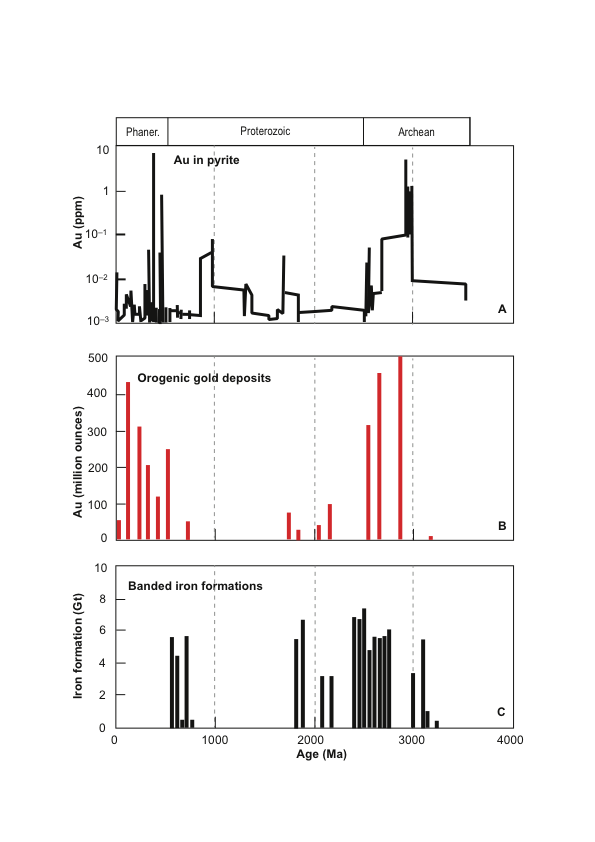 Phaner. Proterozoic Archean
Au in pyrite
Au (ppm)
10
1
10⁻¹
10⁻²
10⁻³
A
Orogenic gold deposits
Au (million ounces)
500
400
300
200
100
0
B
Banded iron formations
Iron formation (Gt)
10
8
6
4
2
0
C
0 1000 2000 3000 4000
Age (Ma)